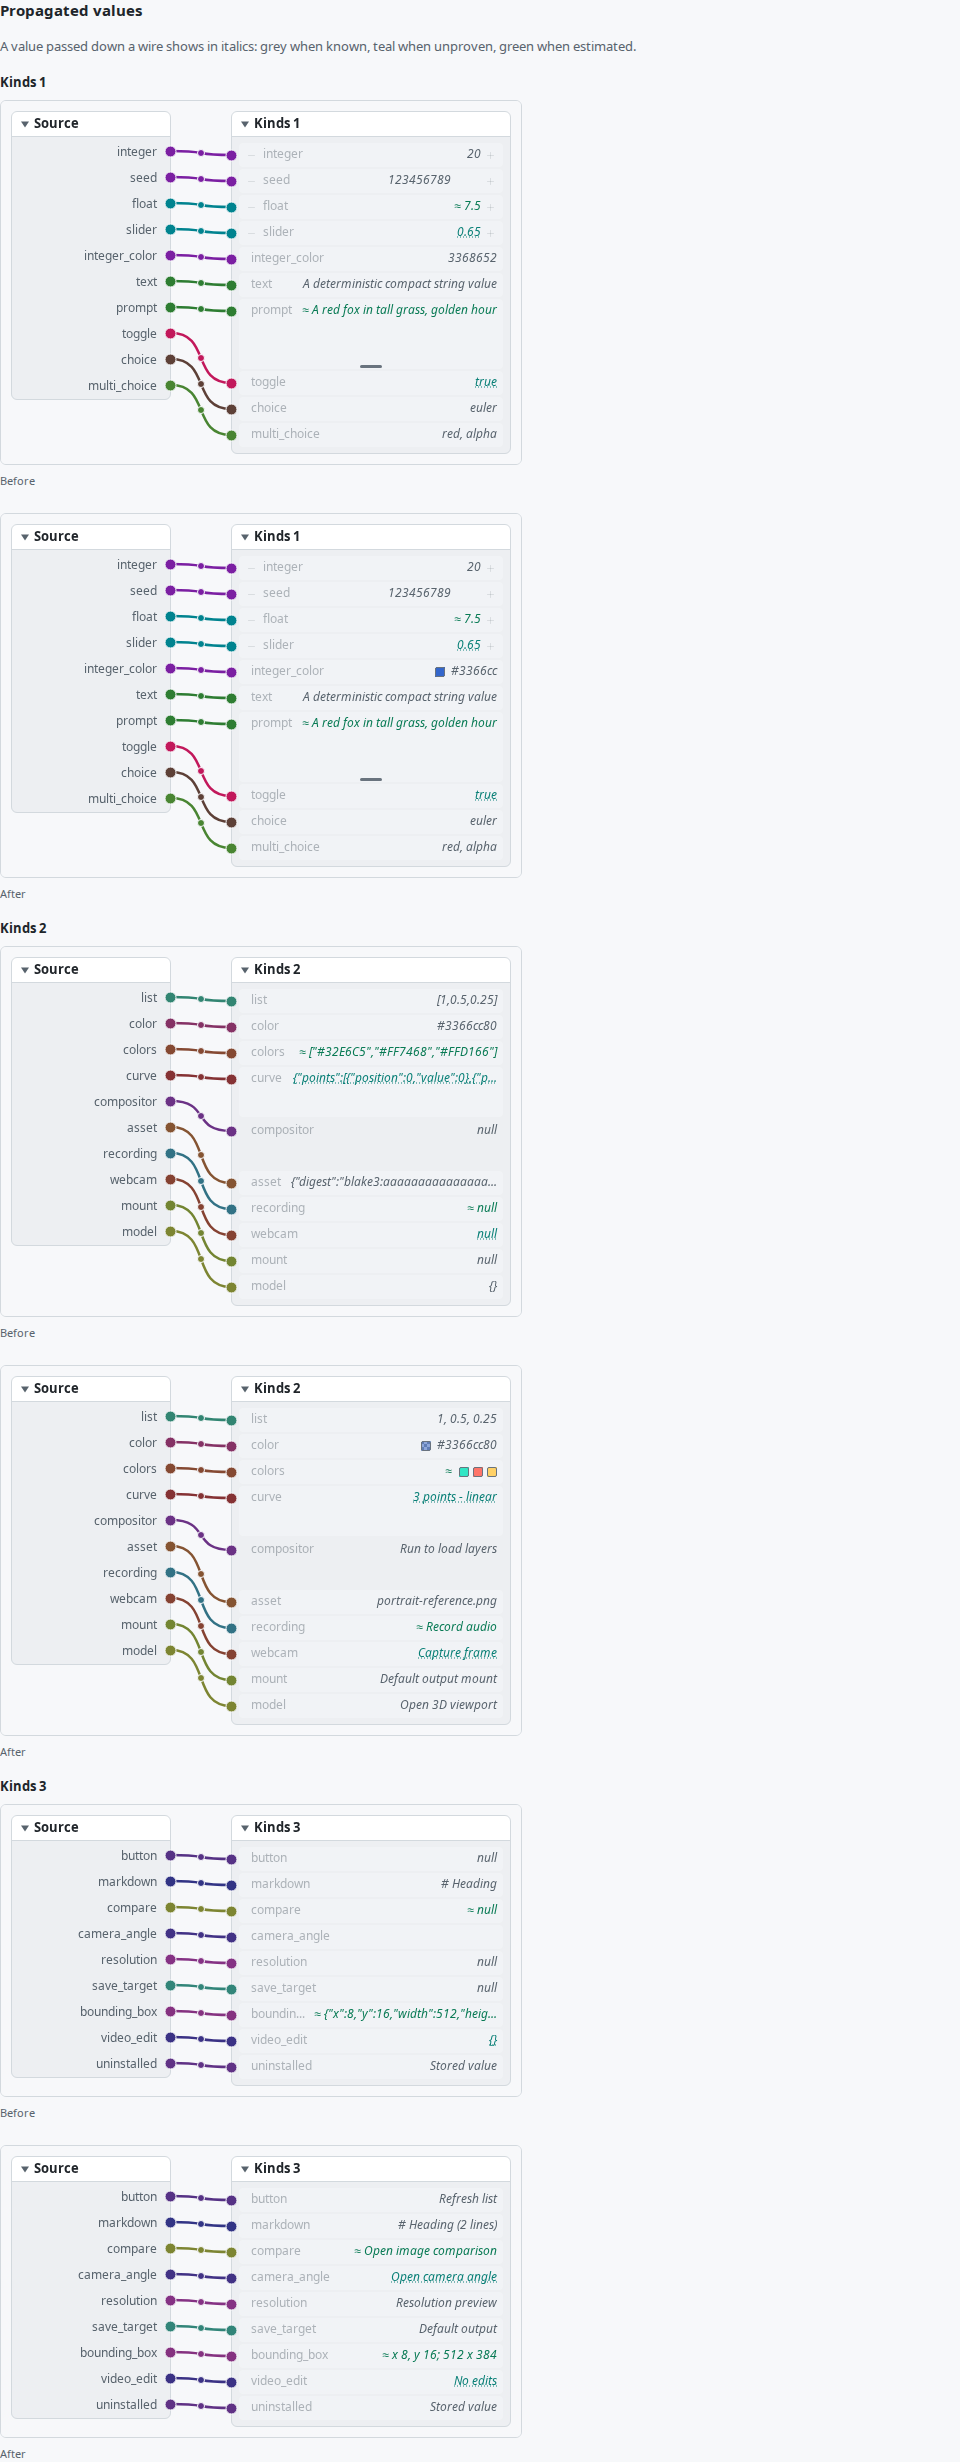 Propagated values
A value passed down a wire shows in italics: grey when known, teal when unproven, green when estimated.
Kinds 1
Source
Kinds 1
integer
integer
20
seed
seed
123456789
float
float
≈ 7.5
slider
slider
0.65
integer_color
integer_color
3368652
text
text
A deterministic compact string value
prompt
prompt
≈ A red fox in tall grass, golden hour
toggle
choice
multi_choice
toggle
true
choice
euler
multi_choice
red, alpha
Before
Source
Kinds 1
integer
integer
20
seed
seed
123456789
float
float
≈ 7.5
slider
slider
0.65
integer_color
integer_color
#3366cc
text
text
A deterministic compact string value
prompt
prompt
≈ A red fox in tall grass, golden hour
toggle
choice
multi_choice
toggle
true
choice
euler
multi_choice
red, alpha
After
Kinds 2
Source
Kinds 2
list
list
[1,0.5,0.25]
color
color
#3366cc80
colors
colors
≈ ["#32E6C5","#FF7468","#FFD166"]
curve
curve
{"points":[{"position":0,"value":0},{"p...
compositor
compositor
null
asset
recording
webcam
mount
model
asset
{"digest":"blake3:aaaaaaaaaaaaaaaa...
recording
≈ null
webcam
null
mount
null
model
{}
Before
Source
Kinds 2
list
list
1, 0.5, 0.25
color
color
#3366cc80
colors
colors
≈
curve
curve
3 points - linear
compositor
compositor
Run to load layers
asset
recording
webcam
mount
model
asset
portrait-reference.png
recording
≈ Record audio
webcam
Capture frame
mount
Default output mount
model
Open 3D viewport
After
Kinds 3
Source
Kinds 3
button
button
null
markdown
markdown
# Heading
compare
compare
≈ null
camera_angle
camera_angle
resolution
resolution
null
save_target
save_target
null
bounding_box
boundin...
≈ {"x":8,"y":16,"width":512,"heig...
video_edit
video_edit
{}
uninstalled
uninstalled
Stored value
Before
Source
Kinds 3
button
button
Refresh list
markdown
markdown
# Heading (2 lines)
compare
compare
≈ Open image comparison
camera_angle
camera_angle
Open camera angle
resolution
resolution
Resolution preview
save_target
save_target
Default output
bounding_box
bounding_box
≈ x 8, y 16; 512 x 384
video_edit
video_edit
No edits
uninstalled
uninstalled
Stored value
After